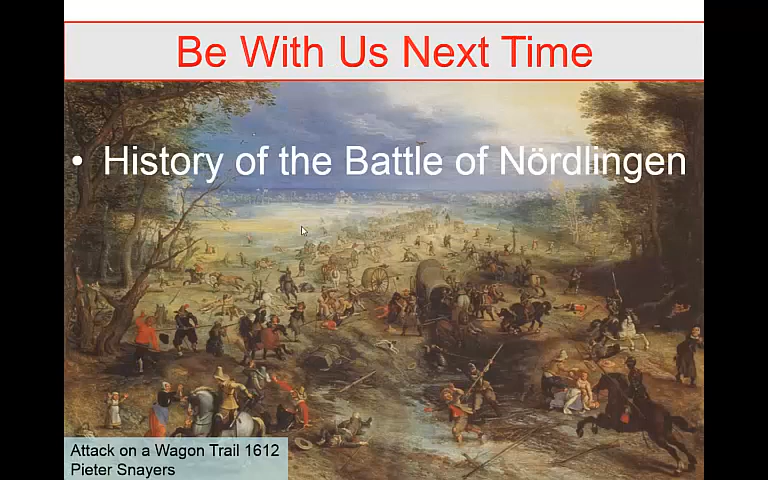 Be With Us Next Time
• History of the Battle of Nördlingen
Attack on a Wagon Trail 1612
Pieter Snayers